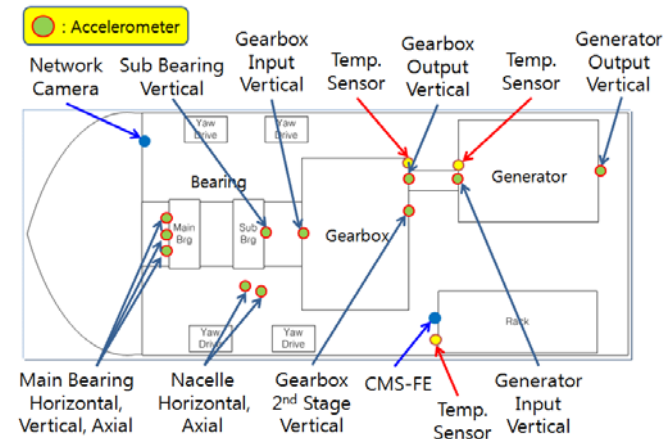 : Accelerometer
Network
Camera
Sub Bearing
Vertical
Gearbox
Input
Vertical
Temp.
Sensor
Gearbox
Output
Vertical
Temp.
Sensor
Generator
Output
Vertical
Yaw
Drive
Yaw
Drive
Bearing
Generator
Main
Brg
Sub
Brg
Gearbox
Rack
Yaw
Drive
Yaw
Drive
Main Bearing
Horizontal,
Vertical, Axial
Nacelle
Horizontal,
Axial
Gearbox
2nd Stage
Vertical
CMS-FE
Temp.
Sensor
Generator
Input
Vertical